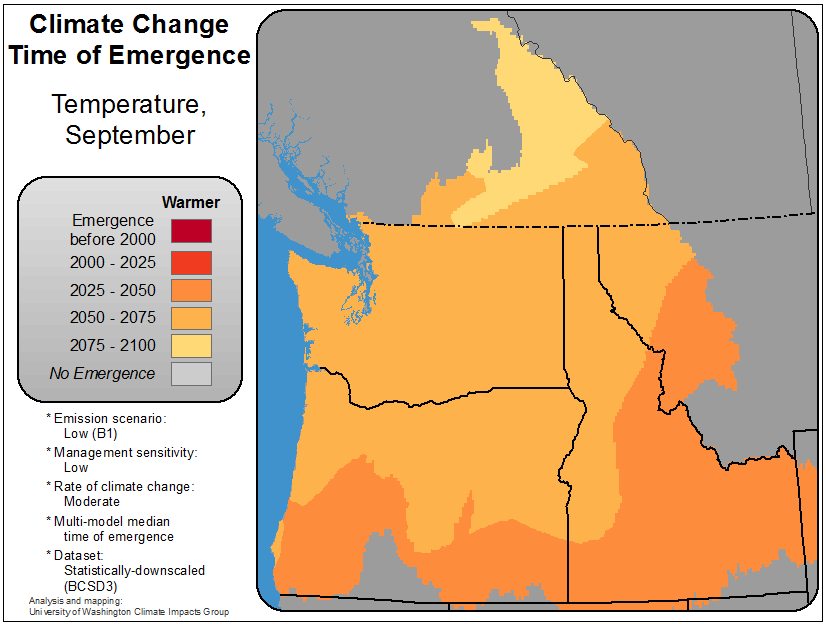 Climate Change
Time of Emergence
Temperature,
September
Warmer
Emergence
before 2000
2000 - 2025
2025 - 2050
2050 - 2075
2075 - 2100
No Emergence
* Emission scenario:
Low (B1)
* Management sensitivity:
Low
* Rate of climate change:
Moderate
* Multi-model median
time of emergence
* Dataset:
Statistically-downscaled
(BCSD3)
Analysis and mapping:
University of Washington Climate Impacts Group